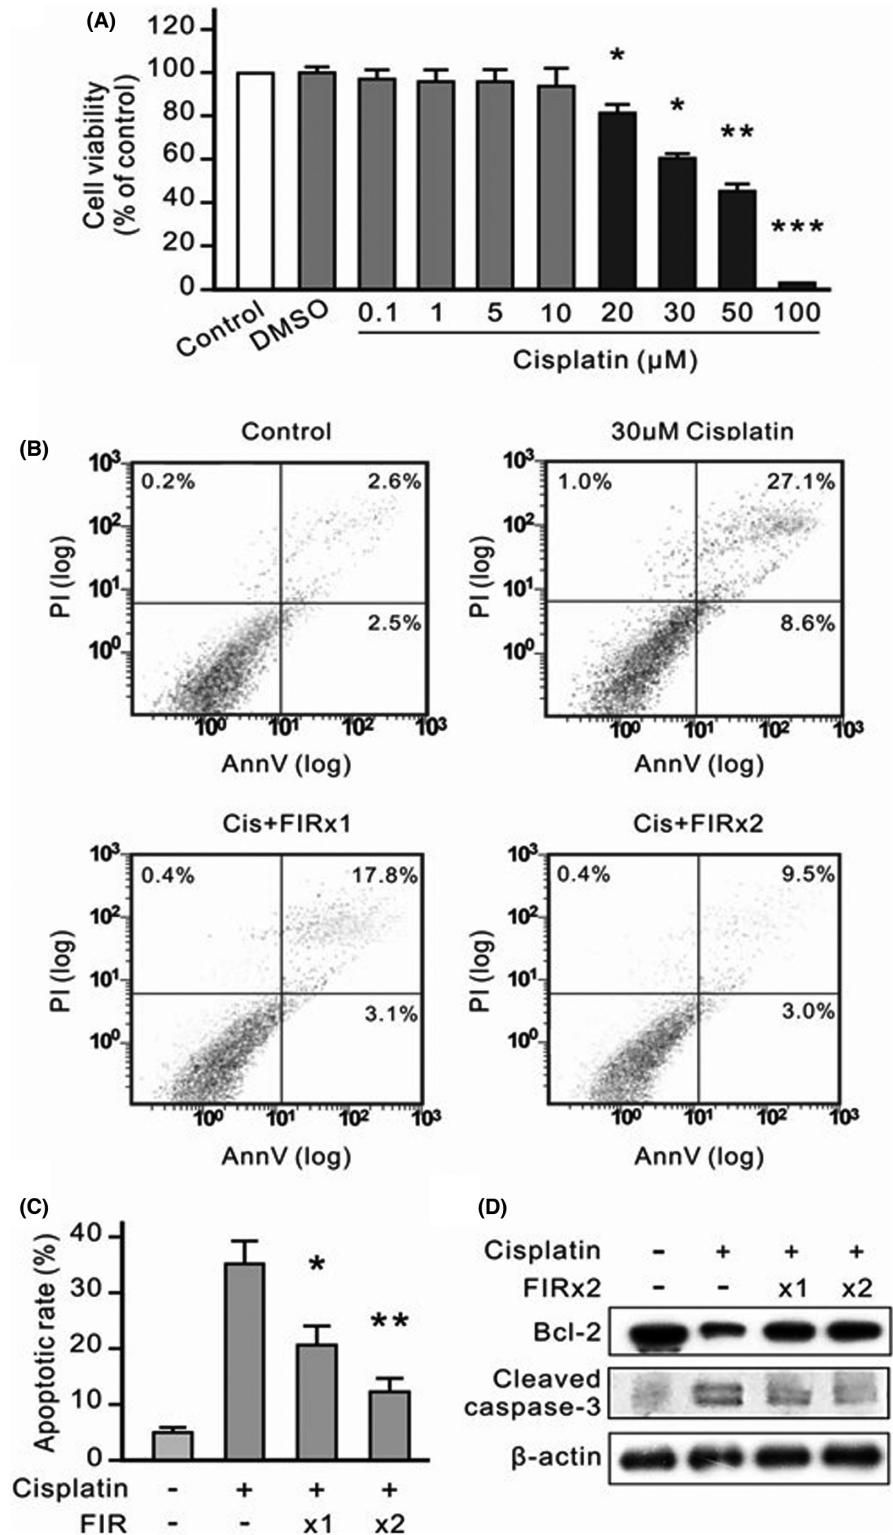 (A)
Cell viability
(% of control)
120
100
80
60
40
20
0
*
*
**
***
Control
DMSO
0.1
1
5
10
20
30
50
100
Cisplatin (µM)
(B)
Control
PI (log)
10³
10²
10¹
10⁰
0.2%
2.6%
2.5%
10⁰ 10¹ 10² 10³
AnnV (log)
30µM Cisplatin
PI (log)
10³
10²
10¹
10⁰
1.0%
27.1%
8.6%
10⁰ 10¹ 10² 10³
AnnV (log)
Cis+FIRx1
PI (log)
10³
10²
10¹
10⁰
0.4%
17.8%
3.1%
10⁰ 10¹ 10² 10³
AnnV (log)
Cis+FIRx2
PI (log)
10³
10²
10¹
10⁰
0.4%
9.5%
3.0%
10⁰ 10¹ 10² 10³
AnnV (log)
(C)
Apoptotic rate (%)
40
30
20
10
0
*
**
Cisplatin - + + +
FIR - - x1 x2
(D)
Cisplatin - + + +
FIRx2 - - x1 x2
Bcl-2
Cleaved
caspase-3
β-actin